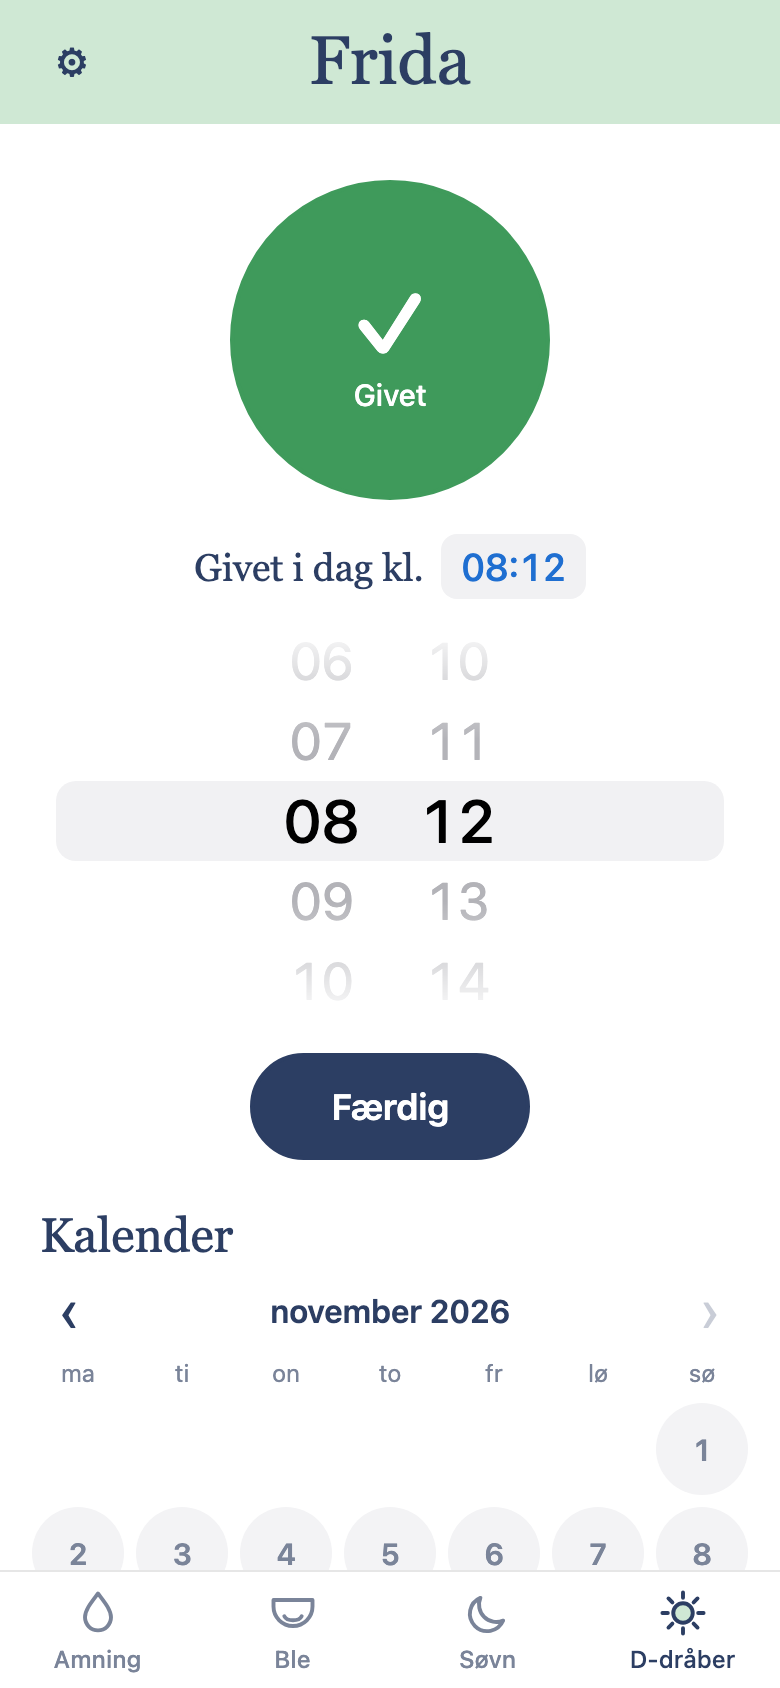 Frida
Givet
Givet i dag kl. 08:12
06 10
07 11
08 12
09 13
10 14
Færdig
Kalender
november 2026
ma ti on to fr lø sø
1
2 3 4 5 6 7 8
Amning Ble Søvn D-dråber